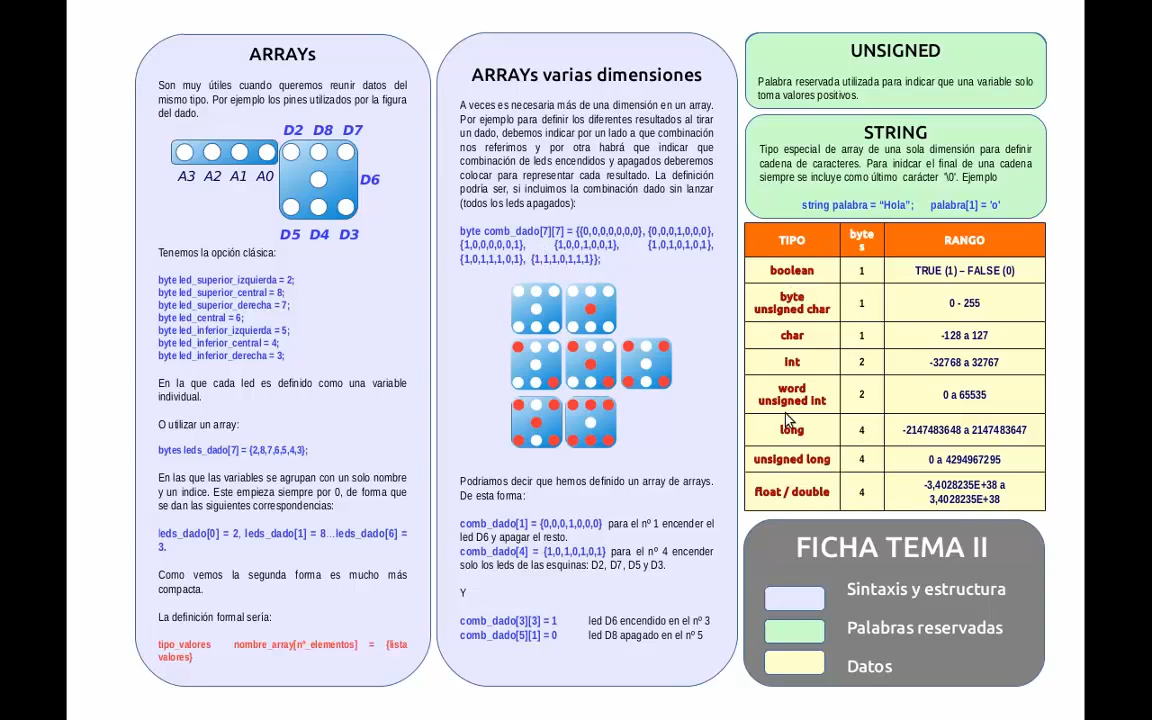 ARRAYs
Son muy útiles cuando queremos reunir datos del
mismo tipo. Por ejemplo los pines utilizados por la figura
del dado.
D2 D8 D7
A3 A2 A1 A0
D6
D5 D4 D3
Tenemos la opción clásica:
byte led_superior_izquierda = 2;
byte led_superior_central = 8;
byte led_superior_derecha = 7;
byte led_central = 6;
byte led_inferior_izquierda = 5;
byte led_inferior_central = 4;
byte led_inferior_derecha = 3;
En la que cada led es definido como una variable
individual.
O utilizar un array:
bytes leds_dado[7] = {2,8,7,6,5,4,3};
En las que las variables se agrupan con un solo nombre
y un indice. Este empieza siempre por 0, de forma que
se dan las siguientes correspondencias:
leds_dado[0] = 2, leds_dado[1] = 8...leds_dado[6] =
3.
Como vemos la segunda forma es mucho más
compacta.
La definición formal sería:
tipo_valores nombre_array[nº_elementos] = {lista
valores}
ARRAYs varias dimensiones
A veces es necesaria más de una dimensión en un array.
Por ejemplo para definir los diferentes resultados al tirar
un dado, debemos indicar por un lado a que combinación
nos referimos y por otra habrá que indicar que
combinación de leds encendidos y apagados deberemos
colocar para representar cada resultado. La definición
podría ser, si incluimos la combinación dado sin lanzar
(todos los leds apagados):
byte comb_dado[7][7] = {{0,0,0,0,0,0,0}, {0,0,0,1,0,0,0},
{1,0,0,0,0,0,1}, {1,0,0,1,0,0,1}, {1,0,1,0,1,0,1},
{1,0,1,1,1,0,1}, {1,1,1,0,1,1,1}};
Podriamos decir que hemos definido un array de arrays.
De esta forma:
comb_dado[1] = {0,0,0,1,0,0,0} para el nº 1 encender el
led D6 y apagar el resto.
comb_dado[4] = {1,0,1,0,1,0,1} para el nº 4 encender
solo los leds de las esquinas: D2, D7, D5 y D3.
Y
comb_dado[3][3] = 1 led D6 encendido en el nº 3
comb_dado[5][1] = 0 led D8 apagado en el nº 5
UNSIGNED
Palabra reservada utilizada para indicar que una variable solo
toma valores positivos.
STRING
Tipo especial de array de una sola dimensión para definir
cadena de caracteres. Para inidcar el final de una cadena
siempre se incluye como último carácter '\0'. Ejemplo
string palabra = “Hola”; palabra[1] = 'o'
TIPO byte
s RANGO
boolean 1 TRUE (1) – FALSE (0)
byte
unsigned char 1 0 - 255
char 1 -128 a 127
int 2 -32768 a 32767
word
unsigned int 2 0 a 65535
long 4 -2147483648 a 2147483647
unsigned long 4 0 a 4294967295
float / double 4 -3,4028235E+38 a
3,4028235E+38
FICHA TEMA II
Sintaxis y estructura
Palabras reservadas
Datos